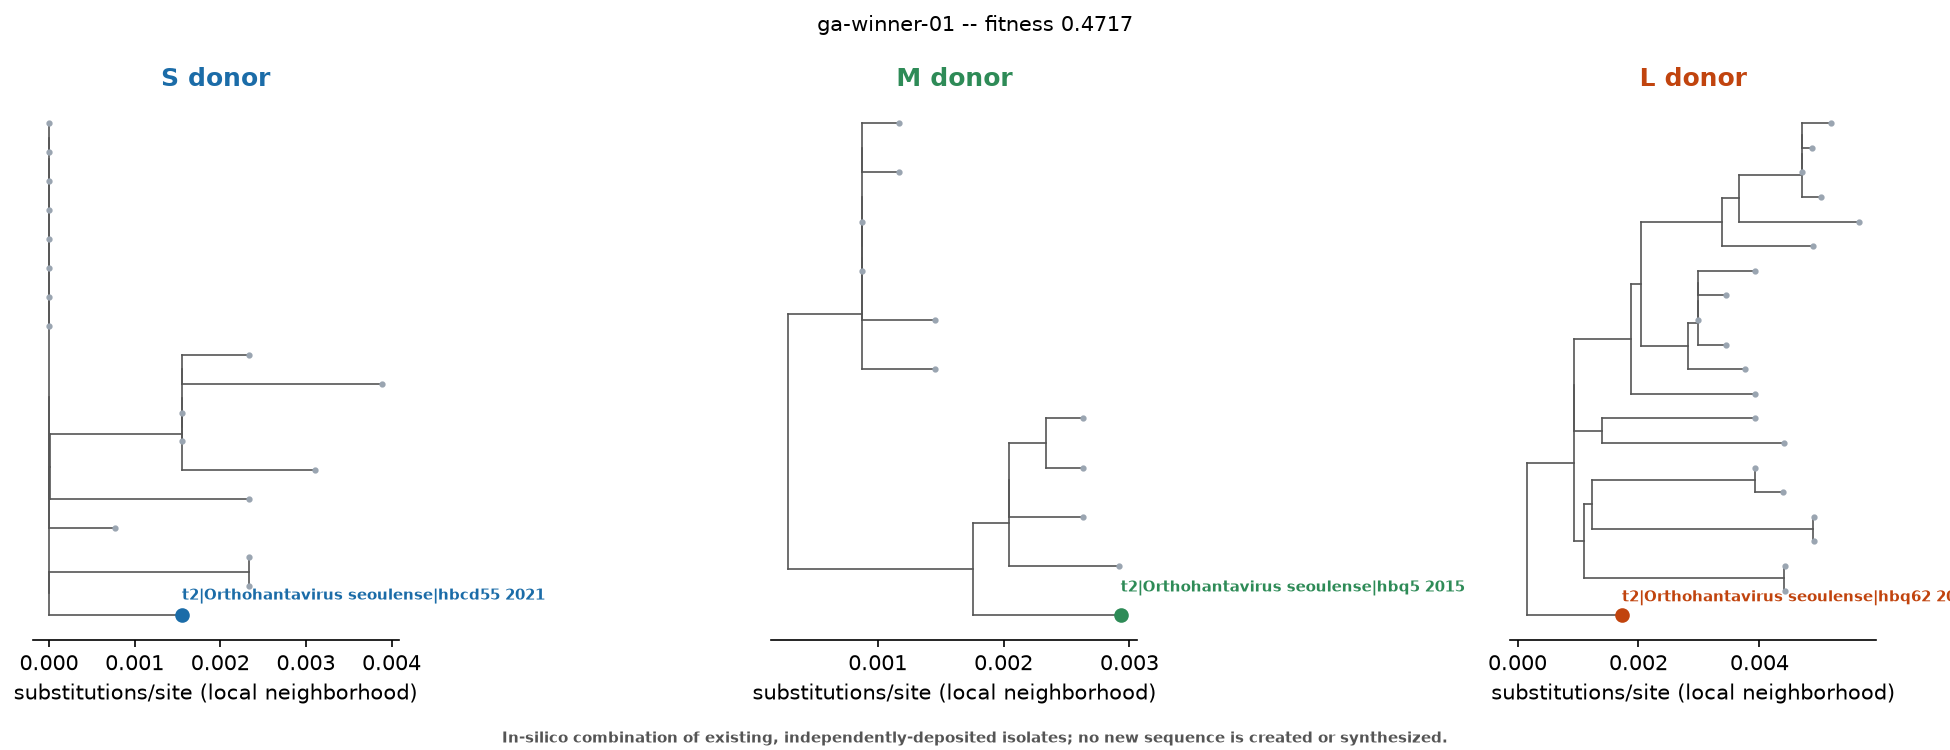 ga-winner-01 -- fitness 0.4717
S donor
M donor
L donor
t2|Orthohantavirus seoulense|hbcd55 2021
t2|Orthohantavirus seoulense|hbq5 2015
t2|Orthohantavirus seoulense|hbq62
0.000 0.001 0.002 0.003 0.004
0.001 0.002 0.003
0.000 0.002 0.004
substitutions/site (local neighborhood)
substitutions/site (local neighborhood)
substitutions/site (local neighborhood)
In-silico combination of existing, independently-deposited isolates; no new sequence is created or synthesized.